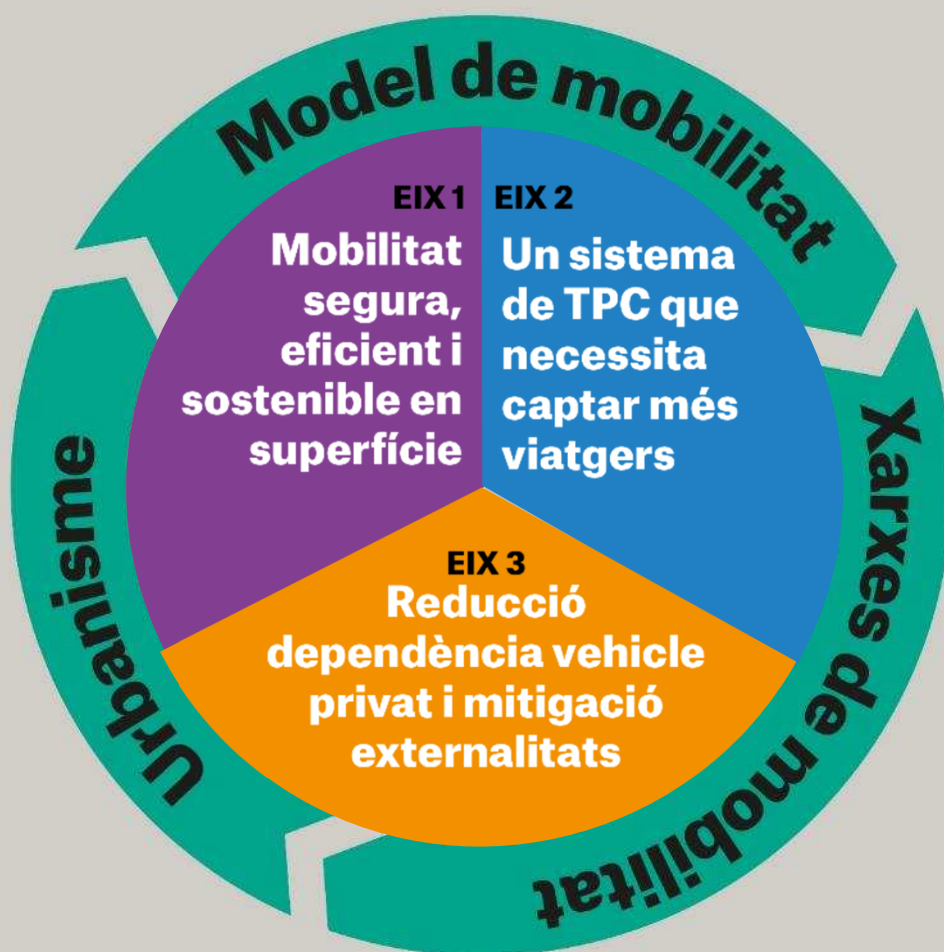 Model de mobilitat
EIX 1
Mobilitat
segura,
eficient i
sostenible en
superfície
EIX 2
Un sistema
de TPC que
necessita
captar més
viatgers
EIX 3
Reducció
dependència vehicle
privat i mitigació
externalitats
Xarxes de mobilitat
Urbanisme